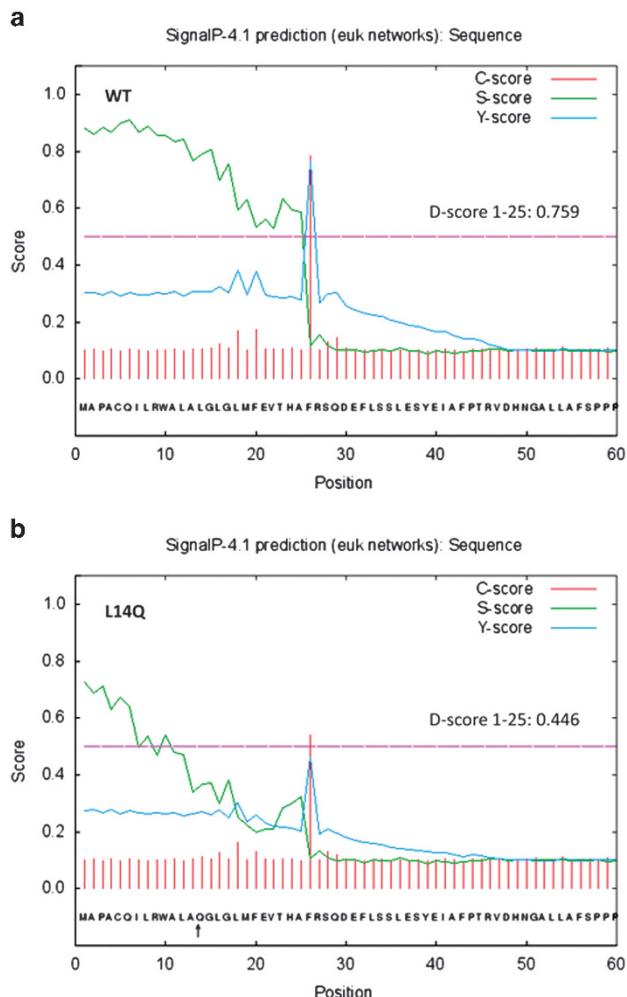 a
SignalP-4.1 prediction (euk networks): Sequence
WT
C-score
S-score
Y-score
D-score 1-25: 0.759
1.0
0.8
0.6
0.4
0.2
0.0
Score
MAPACQILRWALALGLGLMFEVTHAFRSQDEFLSSLESYEIAFPTRVDHNGALLAFSPPP
0 10 20 30 40 50 60
Position
b
SignalP-4.1 prediction (euk networks): Sequence
L14Q
C-score
S-score
Y-score
D-score 1-25: 0.446
1.0
0.8
0.6
0.4
0.2
0.0
Score
MAPACQILRWALAQGLGLMFEVTHAFRSQDEFLSSLESYEIAFPTRVDHNGALLAFSPPP
0 10 20 30 40 50 60
Position